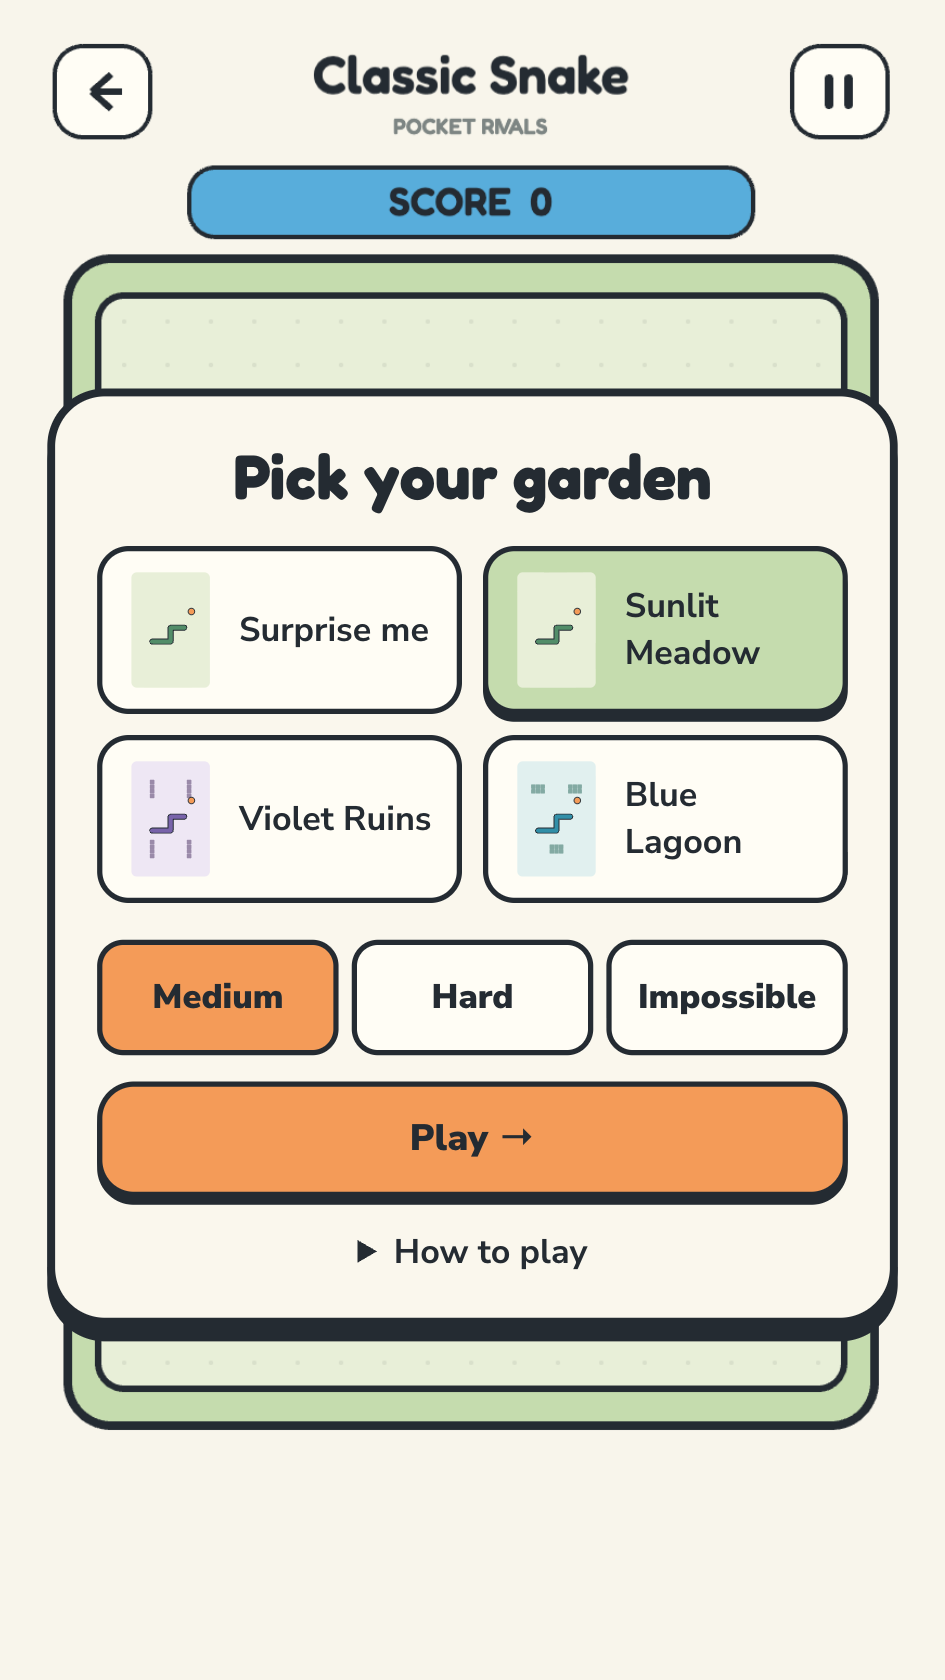 Classic Snake
POCKET RIVALS
SCORE 0
Pick your garden
Surprise me
Sunlit
Meadow
Violet Ruins
Blue
Lagoon
Medium
Hard
Impossible
Play →
▶ How to play